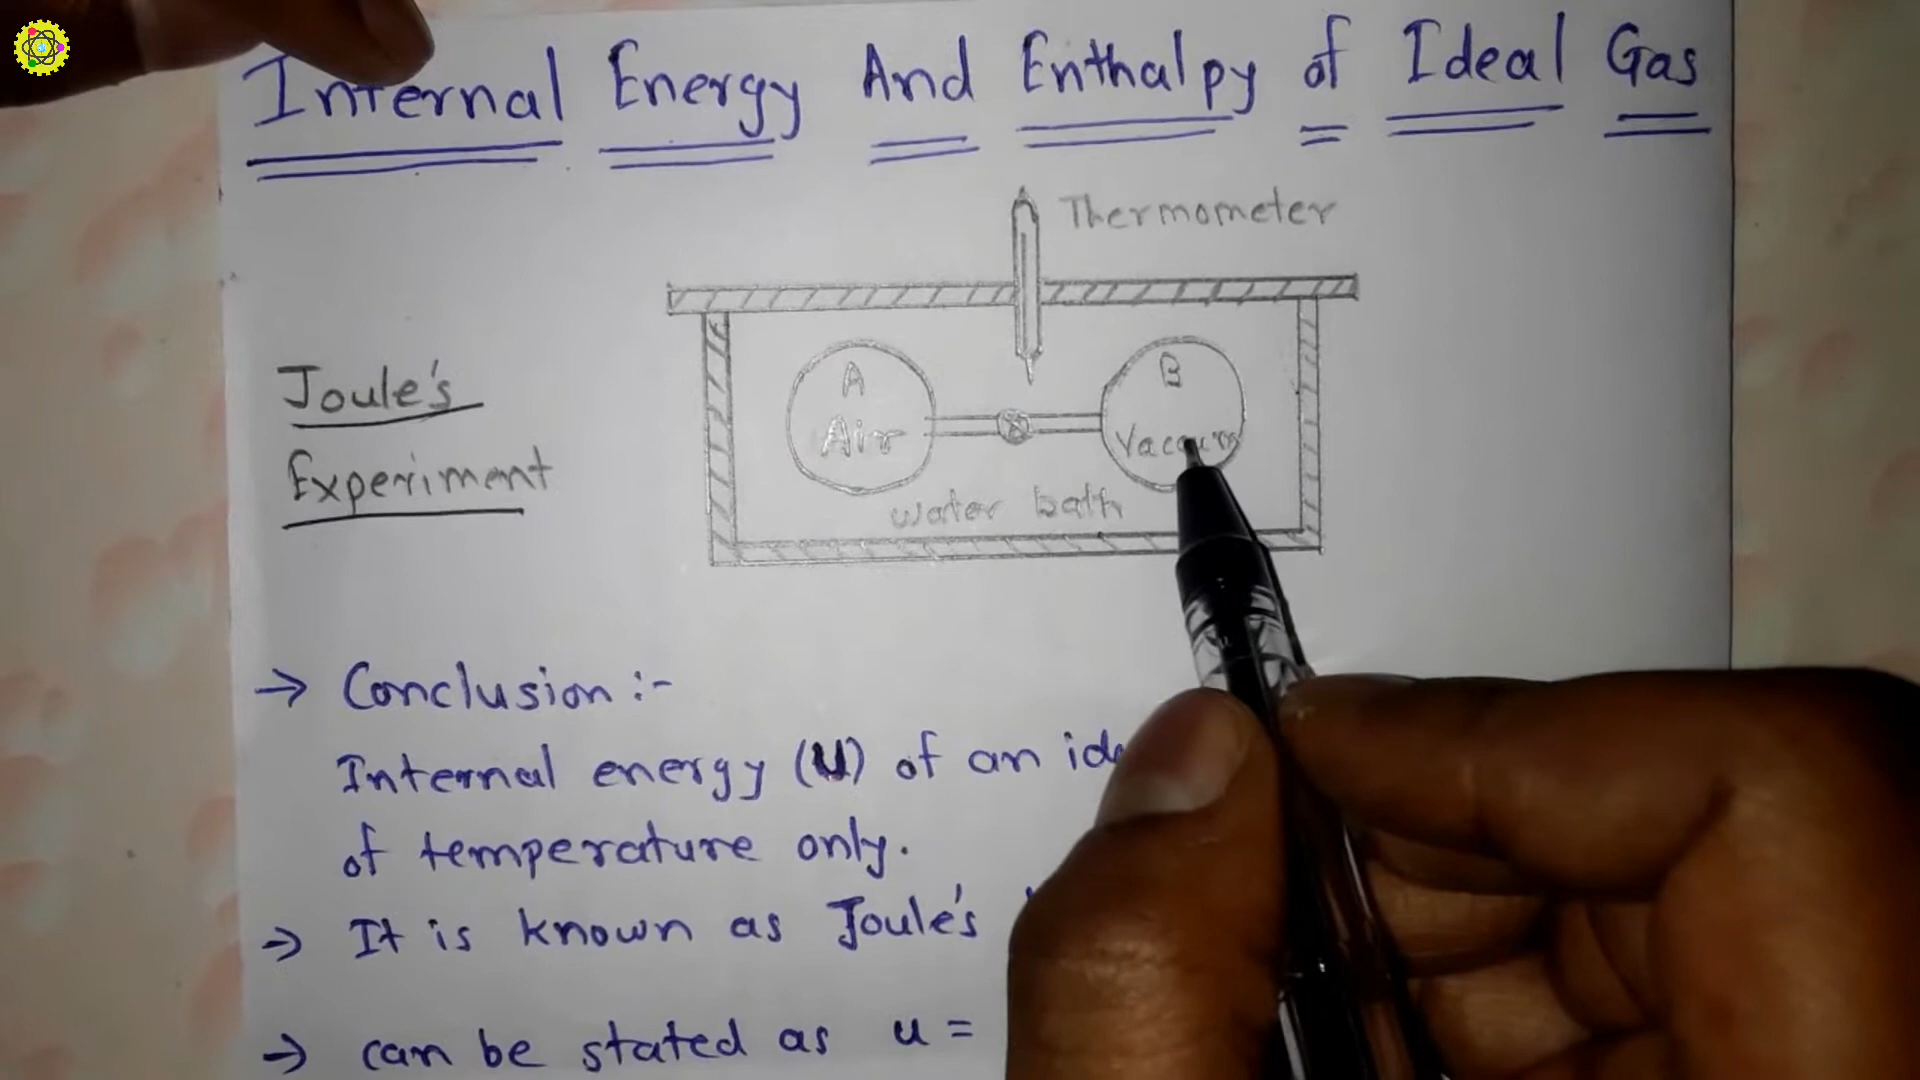 Internal Energy And Enthalpy of Ideal Gas
Thermometer
Joule's
Experiment
A
Air
B
Vacuum
water bath
→ Conclusion :-
Internal energy (u) of an
of temperature only.
→ It is known as Joule's
→ can be stated as u =